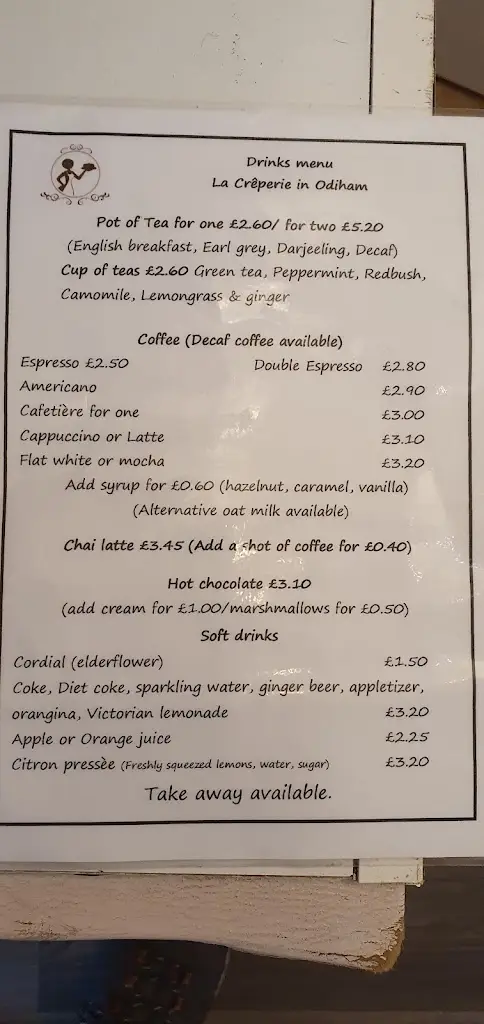 Drinks menu
La Crêperie in Odiham
Pot of Tea for one £2.60/ for two £5.20
(English breakfast, Earl grey, Darjeeling, Decaf)
Cup of teas £2.60 Green tea, Peppermint, Redbush,
Camomile, Lemongrass & ginger
Coffee (Decaf coffee available)
Espresso £2.50 Double Espresso £2.80
Americano £2.90
Cafetière for one £3.00
Cappuccino or Latte £3.10
Flat white or mocha £3.20
Add syrup for £0.60 (hazelnut, caramel, vanilla)
(Alternative oat milk available)
Chai latte £3.45 (Add a shot of coffee for £0.40)
Hot chocolate £3.10
(add cream for £1.00/marshmallows for £0.50)
Soft drinks
Cordial (elderflower) £1.50
Coke, Diet coke, sparkling water, ginger beer, appletizer,
orangina, Victorian lemonade £3.20
Apple or Orange juice £2.25
Citron pressèe (Freshly squeezed lemons, water, sugar) £3.20
Take away available.